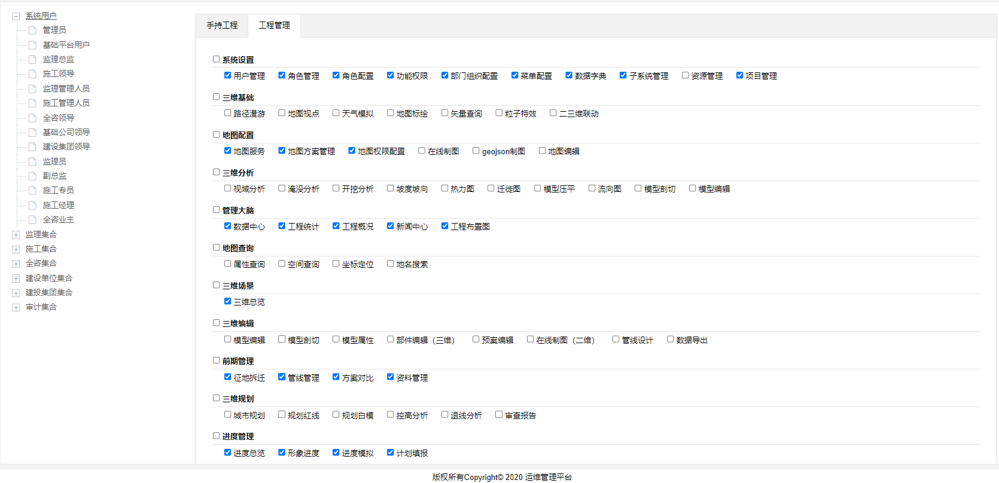 系统用户
管理员
基础平台用户
监理总监
施工领导
监理管理人员
施工管理人员
全咨领导
基础公司领导
建设集团领导
监理员
副总监
施工专员
施工经理
全咨业主
监理集合
施工集合
全咨集合
建设单位集合
建投集团集合
审计集合
手持工程 工程管理
系统设置
用户管理 角色管理 角色配置 功能权限 部门组织配置 菜单配置 数据字典 子系统管理 资源管理 项目管理
三维基础
路径漫游 地图视点 天气模拟 地图标绘 矢量查询 粒子特效 二三维联动
地图配置
地图服务 地图方案管理 地图权限配置 在线制图 geojson制图 地图编辑
三维分析
视域分析 淹没分析 开挖分析 坡度坡向 热力图 迁徙图 模型压平 流向图 模型剖切 模型编辑
管理大脑
数据中心 工程统计 工程概况 新闻中心 工程布置图
地图查询
属性查询 空间查询 坐标定位 地名搜索
三维场景
三维总览
三维编辑
模型编辑 模型剖切 模型属性 部件编辑（三维） 预案编辑 在线制图（二维） 管线设计 数据导出
前期管理
征地拆迁 管线管理 方案对比 资料管理
三维规划
城市规划 规划红线 规划白模 控高分析 退线分析 审查报告
进度管理
进度总览 形象进度 进度模拟 计划填报
版权所有Copyright© 2020 运维管理平台